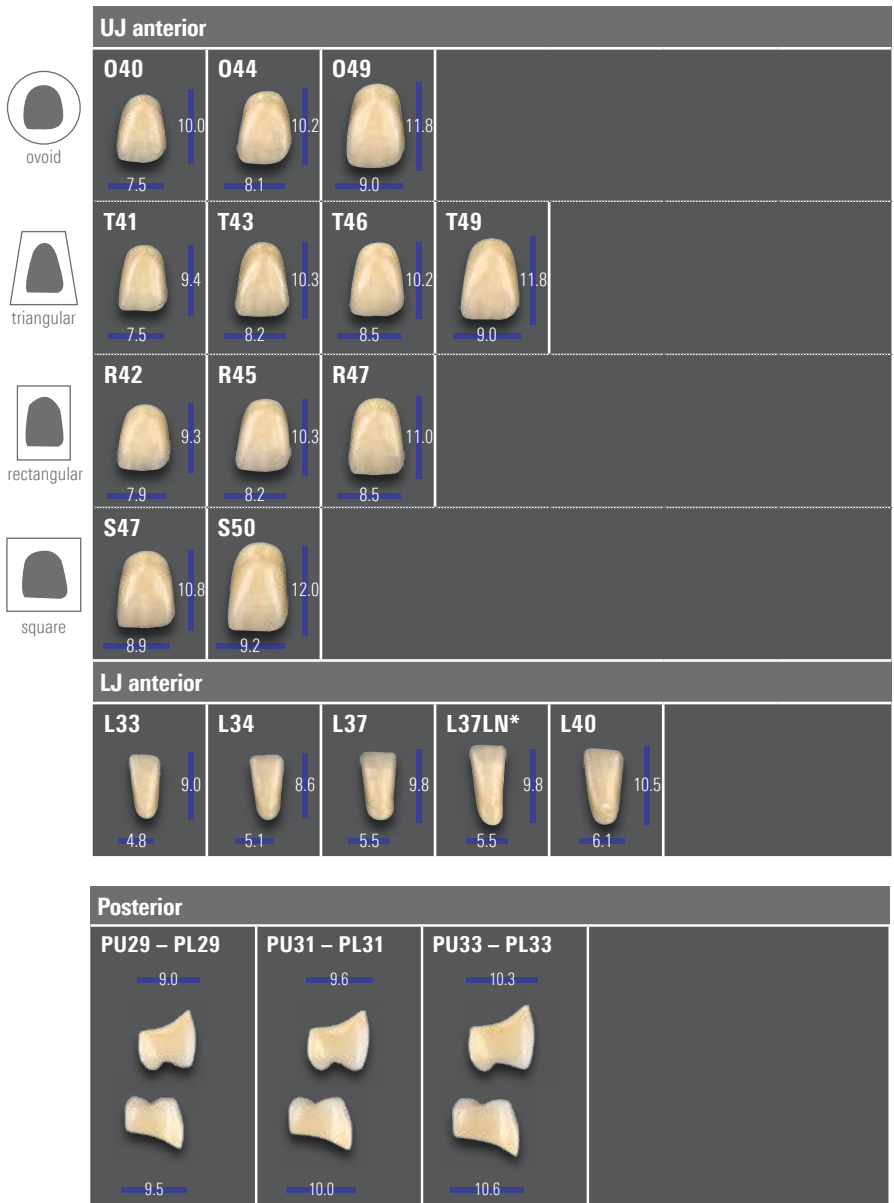 UJ anterior
O40 O44 O49
10.0 10.2 11.8
ovoid
7.5 8.1 9.0
T41 T43 T46 T49
9.4 10.3 10.2 11.8
triangular
7.5 8.2 8.5 9.0
R42 R45 R47
9.3 10.3 11.0
rectangular
7.9 8.2 8.5
S47 S50
10.8 12.0
square
8.9 9.2
LJ anterior
L33 L34 L37 L37LN* L40
9.0 8.6 9.8 9.8 10.5
4.8 5.1 5.5 5.5 6.1
Posterior
PU29 – PL29 PU31 – PL31 PU33 – PL33
9.0 9.6 10.3
9.5 10.0 10.6